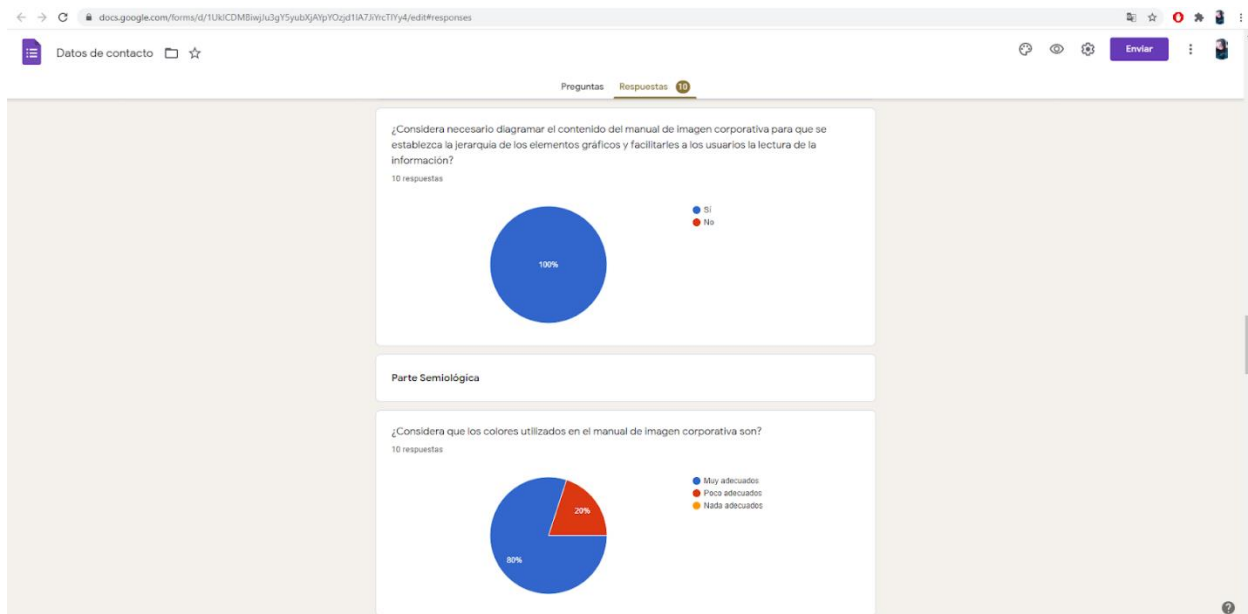 docs.google.com/forms/d/1UklCDMBiwjJu3gY5yubXjAYpYOzjd1IA7JiYrcTlYy4/edit#responses
Datos de contacto
Enviar
Preguntas Respuestas 10
¿Considera necesario diagramar el contenido del manual de imagen corporativa para que se
establezca la jerarquía de los elementos gráficos y facilitarles a los usuarios la lectura de la
información?
10 respuestas
Sí
No
100%
Parte Semiológica
¿Considera que los colores utilizados en el manual de imagen corporativa son?
10 respuestas
Muy adecuados
Poco adecuados
Nada adecuados
20%
80%